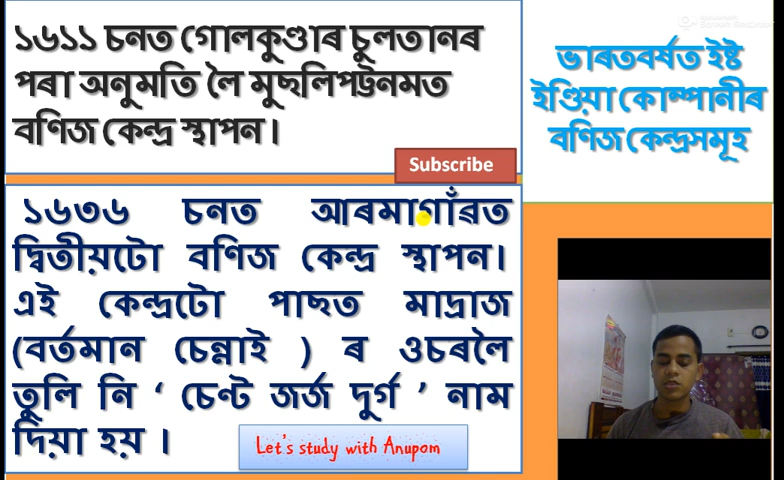 ১৬১১ চনত গোলকুণ্ডাৰ চুলতানৰ
পৰা অনুমতি লৈ মুছলিপট্টনমত
বণিজ কেন্দ্ৰ স্থাপন।
Subscribe
১৬৩৬ চনত আৰমাগাঁৱত
দ্বিতীয়টো বণিজ কেন্দ্ৰ স্থাপন।
এই কেন্দ্ৰটো পাছত মাদ্ৰাজ
(বৰ্তমান চেন্নাই ) ৰ ওচৰলৈ
তুলি নি ‘ চেণ্ট জৰ্জ দুৰ্গ ’ নাম
দিয়া হয় ।
Let's study with Anupom
ভাৰতবৰ্ষত ইষ্ট
ইণ্ডিয়া কোম্পানীৰ
বণিজ কেন্দ্ৰসমূহ